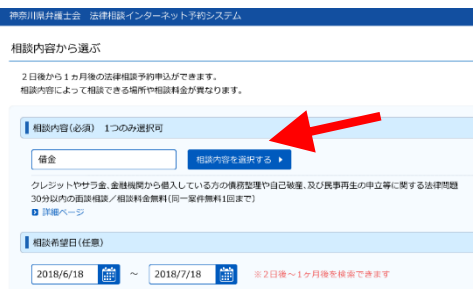 神奈川県弁護士会　法律相談インターネット予約システム
相談内容から選ぶ
２日後から１ヵ月後の法律相談予約申込ができます。
相談内容によって相談できる場所や相談料金が異なります。
相談内容(必須)　1つのみ選択可
借金　相談内容を選択する
クレジットやサラ金、金融機関から借入している方の債務整理や自己破産、及び民事再生の申立等に関する法律問題
30分以内の面談相談／相談料金無料(同一案件無料1回まで)
詳細ページ
相談希望日(任意)
2018/6/18　～　2018/7/18　※２日後～１ヶ月後を検索できます